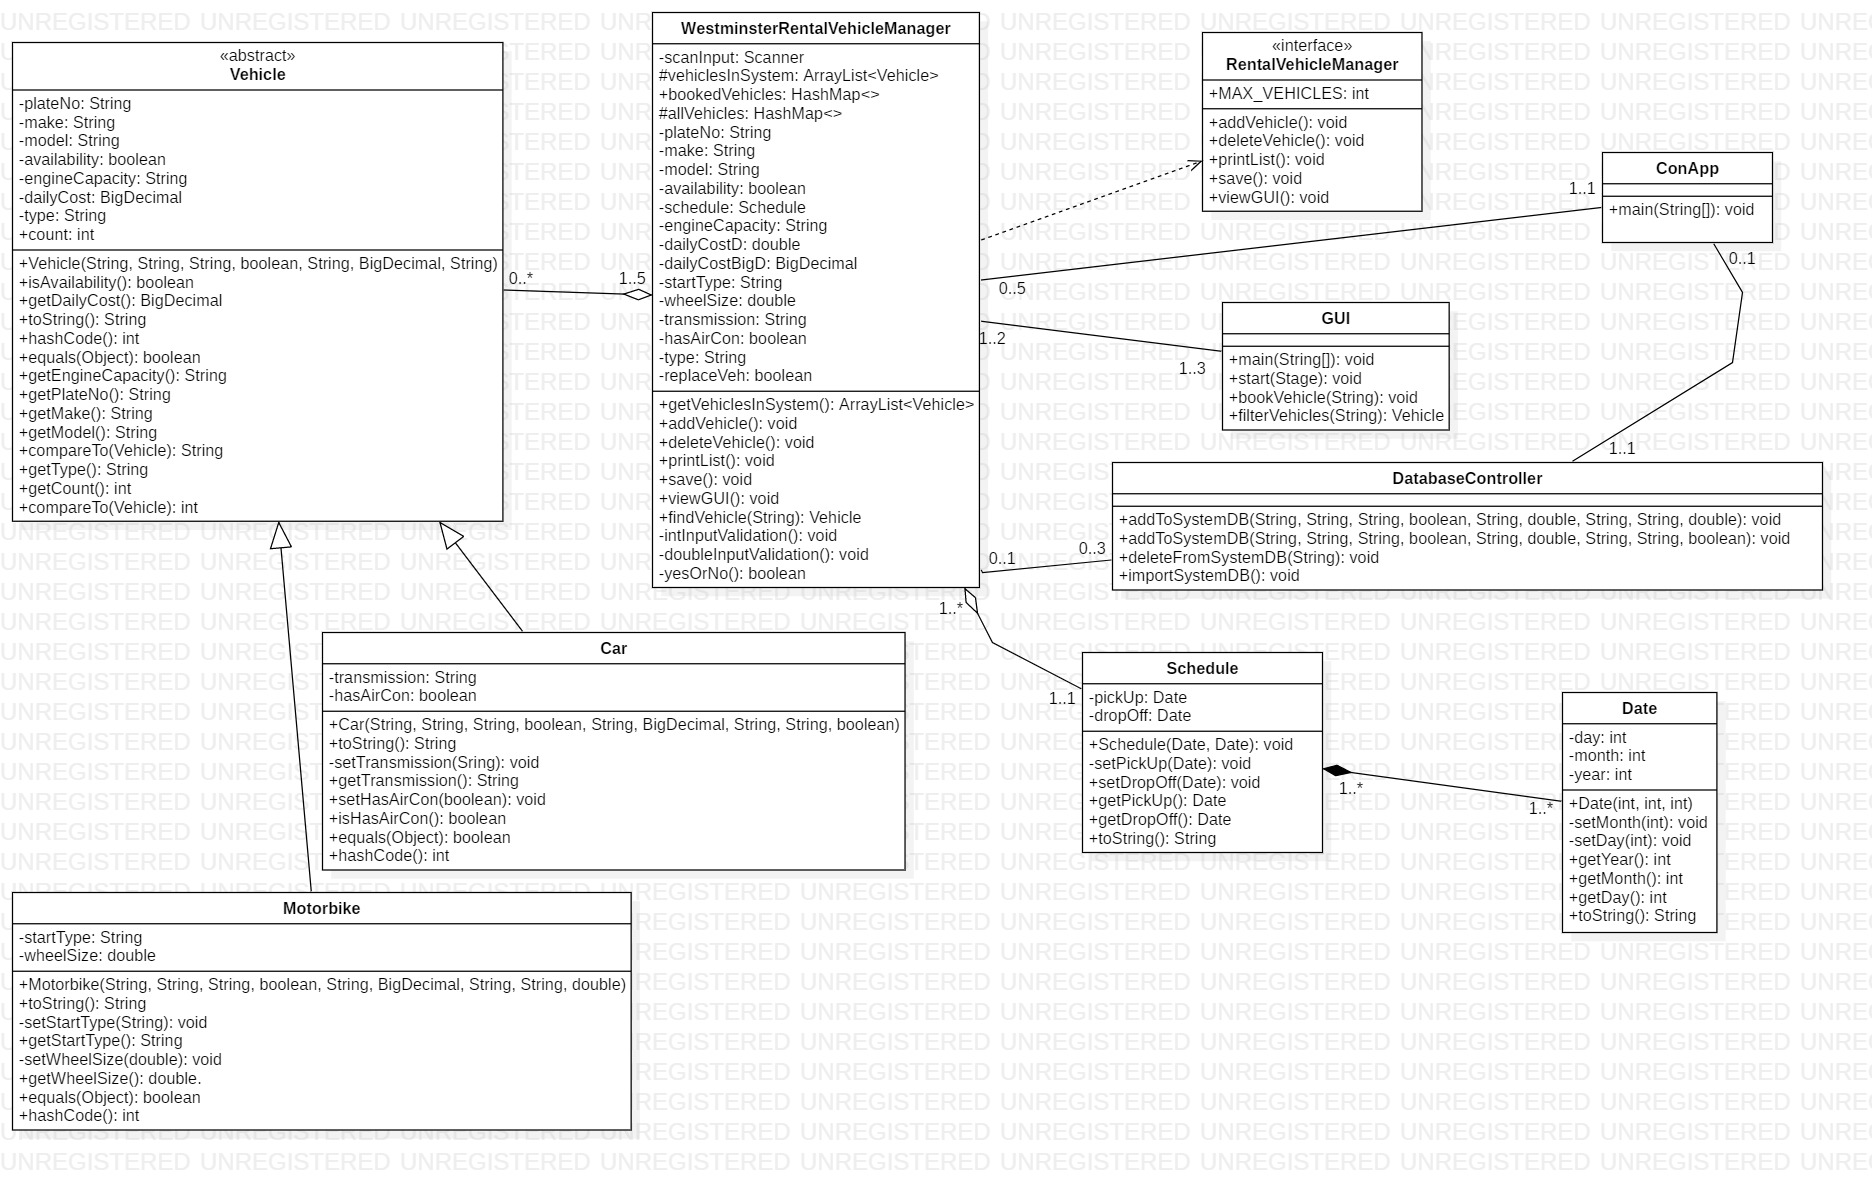 «abstract»
Vehicle
-plateNo: String
-make: String
-model: String
-availability: boolean
-engineCapacity: String
-dailyCost: BigDecimal
-type: String
+count: int
+Vehicle(String, String, String, boolean, String, BigDecimal, String)
+isAvailability(): boolean
+getDailyCost(): BigDecimal
+toString(): String
+hashCode(): int
+equals(Object): boolean
+getEngineCapacity(): String
+getPlateNo(): String
+getMake(): String
+getModel(): String
+compareTo(Vehicle): String
+getType(): String
+getCount(): int
+compareTo(Vehicle): int
0..*
1..5
WestminsterRentalVehicleManager
-scanInput: Scanner
#vehiclesInSystem: ArrayList<Vehicle>
+bookedVehicles: HashMap<>
#allVehicles: HashMap<>
-plateNo: String
-make: String
-model: String
-availability: boolean
-schedule: Schedule
-engineCapacity: String
-dailyCostD: double
-dailyCostBigD: BigDecimal
-startType: String
-wheelSize: double
-transmission: String
-hasAirCon: boolean
-type: String
-replaceVeh: boolean
+getVehiclesInSystem(): ArrayList<Vehicle>
+addVehicle(): void
+deleteVehicle(): void
+printList(): void
+save(): void
+viewGUI(): void
+findVehicle(String): Vehicle
-intInputValidation(): void
-doubleInputValidation(): void
-yesOrNo(): boolean
«interface»
RentalVehicleManager
+MAX_VEHICLES: int
+addVehicle(): void
+deleteVehicle(): void
+printList(): void
+save(): void
+viewGUI(): void
1..1
0..5
ConApp
+main(String[]): void
0..1
1..1
1..2
1..3
GUI
+main(String[]): void
+start(Stage): void
+bookVehicle(String): void
+filterVehicles(String): Vehicle
0..1
0..3
DatabaseController
+addToSystemDB(String, String, String, boolean, String, double, String, String, double): void
+addToSystemDB(String, String, String, boolean, String, double, String, String, boolean): void
+deleteFromSystemDB(String): void
+importSystemDB(): void
1..*
1..1
Car
-transmission: String
-hasAirCon: boolean
+Car(String, String, String, boolean, String, BigDecimal, String, String, boolean)
+toString(): String
-setTransmission(Sring): void
+getTransmission(): String
+setHasAirCon(boolean): void
+isHasAirCon(): boolean
+equals(Object): boolean
+hashCode(): int
Schedule
-pickUp: Date
-dropOff: Date
+Schedule(Date, Date): void
-setPickUp(Date): void
+setDropOff(Date): void
+getPickUp(): Date
+getDropOff(): Date
+toString(): String
1..*
1..*
Date
-day: int
-month: int
-year: int
+Date(int, int, int)
-setMonth(int): void
-setDay(int): void
+getYear(): int
+getMonth(): int
+getDay(): int
+toString(): String
Motorbike
-startType: String
-wheelSize: double
+Motorbike(String, String, String, boolean, String, BigDecimal, String, String, double)
+toString(): String
-setStartType(String): void
+getStartType(): String
-setWheelSize(double): void
+getWheelSize(): double.
+equals(Object): boolean
+hashCode(): int
UNREGISTERED